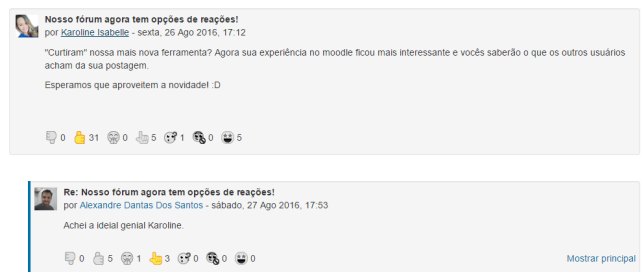 Nosso fórum agora tem opções de reações!
por Karoline Isabelle - sexta, 26 Ago 2016, 17:12
"Curtiram" nossa mais nova ferramenta? Agora sua experiência no moodle ficou mais interessante e vocês saberão o que os outros usuários
acham da sua postagem.
Esperamos que aproveitem a novidade! :D
0 31 0 5 1 0 5
Re: Nosso fórum agora tem opções de reações!
por Alexandre Dantas Dos Santos - sábado, 27 Ago 2016, 17:53
Achei a ideial genial Karoline.
0 5 1 3 0 0 0 Mostrar principal